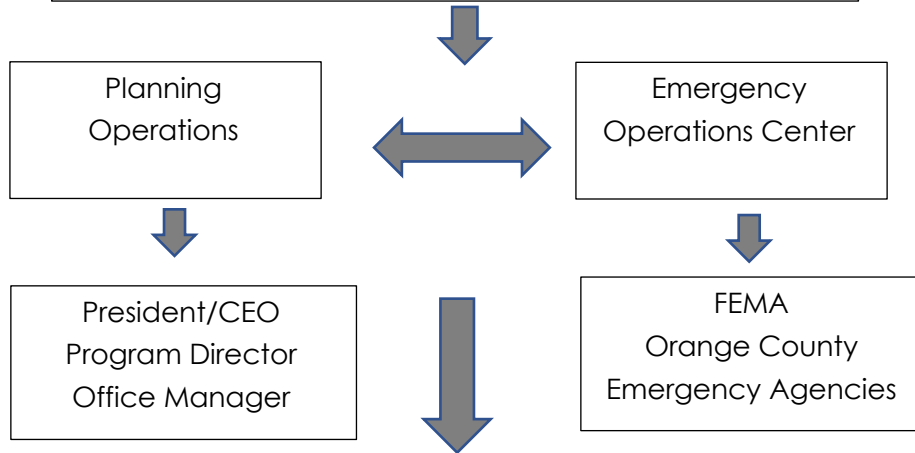 Planning
Operations
Emergency
Operations Center
President/CEO
Program Director
Office Manager
FEMA
Orange County
Emergency Agencies